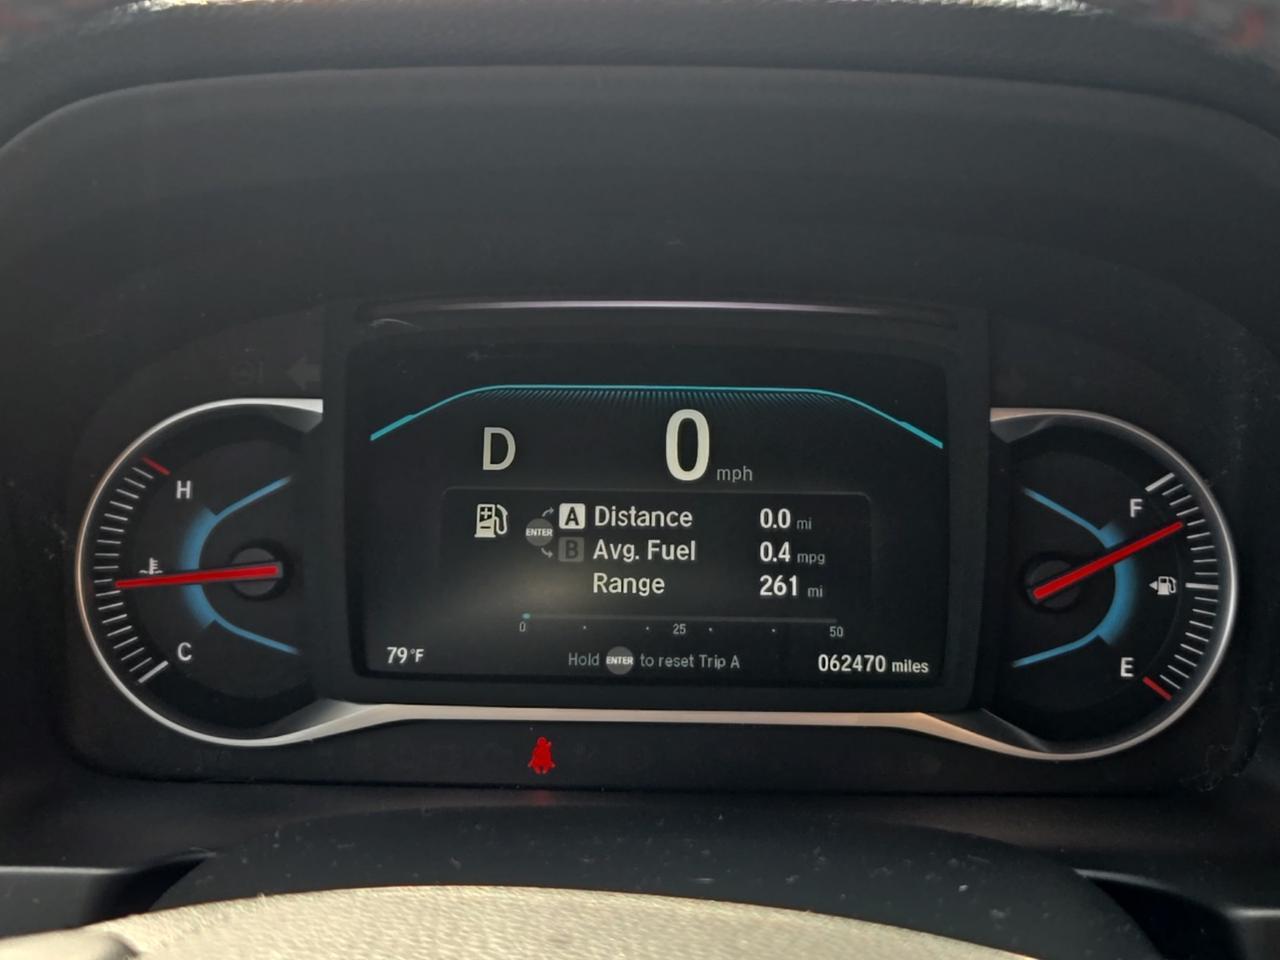 D 0 mph
H
F
A Distance 0.0 mi
ENTER
B Avg. Fuel 0.4 mpg
Range 261 mi
0 25 50
C
E
79°F
Hold ENTER to reset Trip A
062470 miles